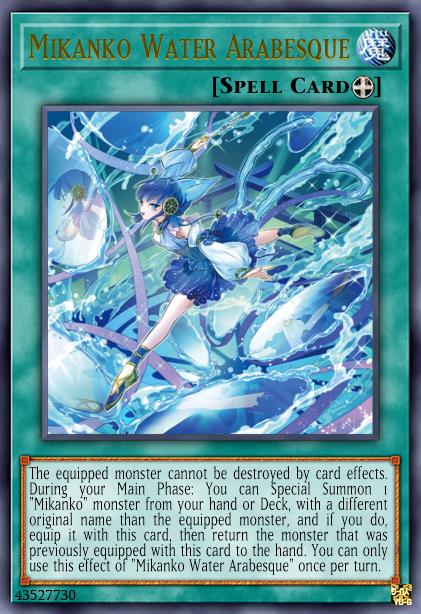 MIKANKO WATER ARABESQUE 魔
[SPELL CARD]
The equipped monster cannot be destroyed by card effects.
During your Main Phase: You can Special Summon 1
"Mikanko" monster from your hand or Deck, with a different
original name than the equipped monster, and if you do,
equip it with this card, then return the monster that was
previously equipped with this card to the hand. You can only
use this effect of "Mikanko Water Arabesque" once per turn.
43527730